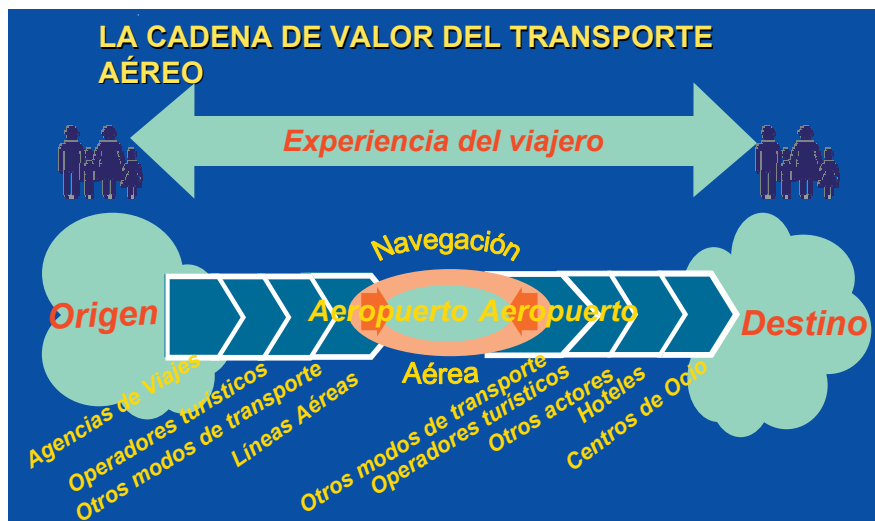 LA CADENA DE VALOR DEL TRANSPORTE
AÉREO
Experiencia del viajero
Navegación
Origen
Aeropuerto
Aeropuerto
Destino
Aérea
Agencias de Viajes
Operadores turísticos
Otros modos de transporte
Líneas Aéreas
Otros modos de transporte
Operadores turísticos
Otros actores
Hoteles
Centros de Ocio